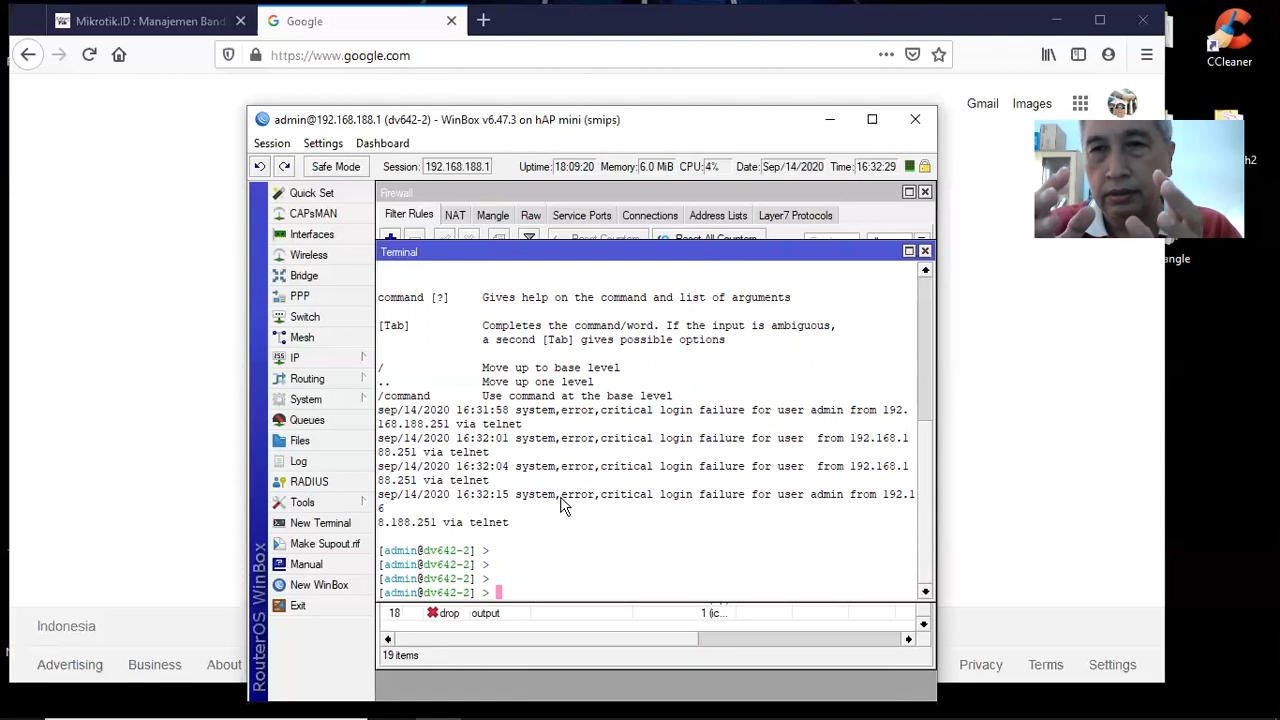 Mikrotik.ID : Manajemen Band
Google
https://www.google.com
CCleaner
Gmail
Images
admin@192.168.188.1 (dv642-2) - WinBox v6.47.3 on hAP mini (smips)
Session
Settings
Dashboard
Safe Mode
Session: 192.168.188.1
Uptime: 18:09:20
Memory: 6.0 MiB
CPU: 4%
Date: Sep/14/2020
Time: 16:32:29
Quick Set
CAPsMAN
Interfaces
Wireless
Bridge
PPP
Switch
Mesh
IP
Routing
System
Queues
Files
Log
RADIUS
Tools
New Terminal
Make Supout.rif
Manual
New WinBox
Exit
RouterOS WinBox
Firewall
Filter Rules
NAT
Mangle
Raw
Service Ports
Connections
Address Lists
Layer7 Protocols
Terminal
command [?] Gives help on the command and list of arguments
[Tab] Completes the command/word. If the input is ambiguous,
a second [Tab] gives possible options
/ Move up to base level
.. Move up one level
/command Use command at the base level
sep/14/2020 16:31:58 system,error,critical login failure for user admin from 192.
168.188.251 via telnet
sep/14/2020 16:32:01 system,error,critical login failure for user from 192.168.1
88.251 via telnet
sep/14/2020 16:32:04 system,error,critical login failure for user from 192.168.1
88.251 via telnet
sep/14/2020 16:32:15 system,error,critical login failure for user admin from 192.1
6
8.188.251 via telnet
[admin@dv642-2] >
[admin@dv642-2] >
[admin@dv642-2] >
[admin@dv642-2] >
18 drop output 1 (ic...
19 items
Indonesia
Advertising
Business
About
Privacy
Terms
Settings